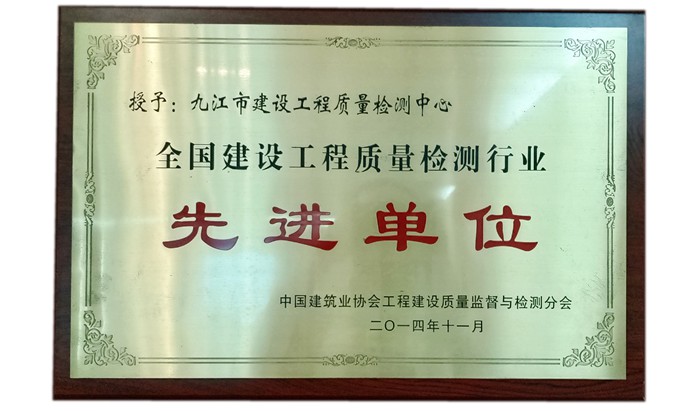 授予：九江市建设工程质量检测中心
全国建设工程质量检测行业
先进单位
中国建筑业协会工程建设质量监督与检测分会
二〇一四年十一月